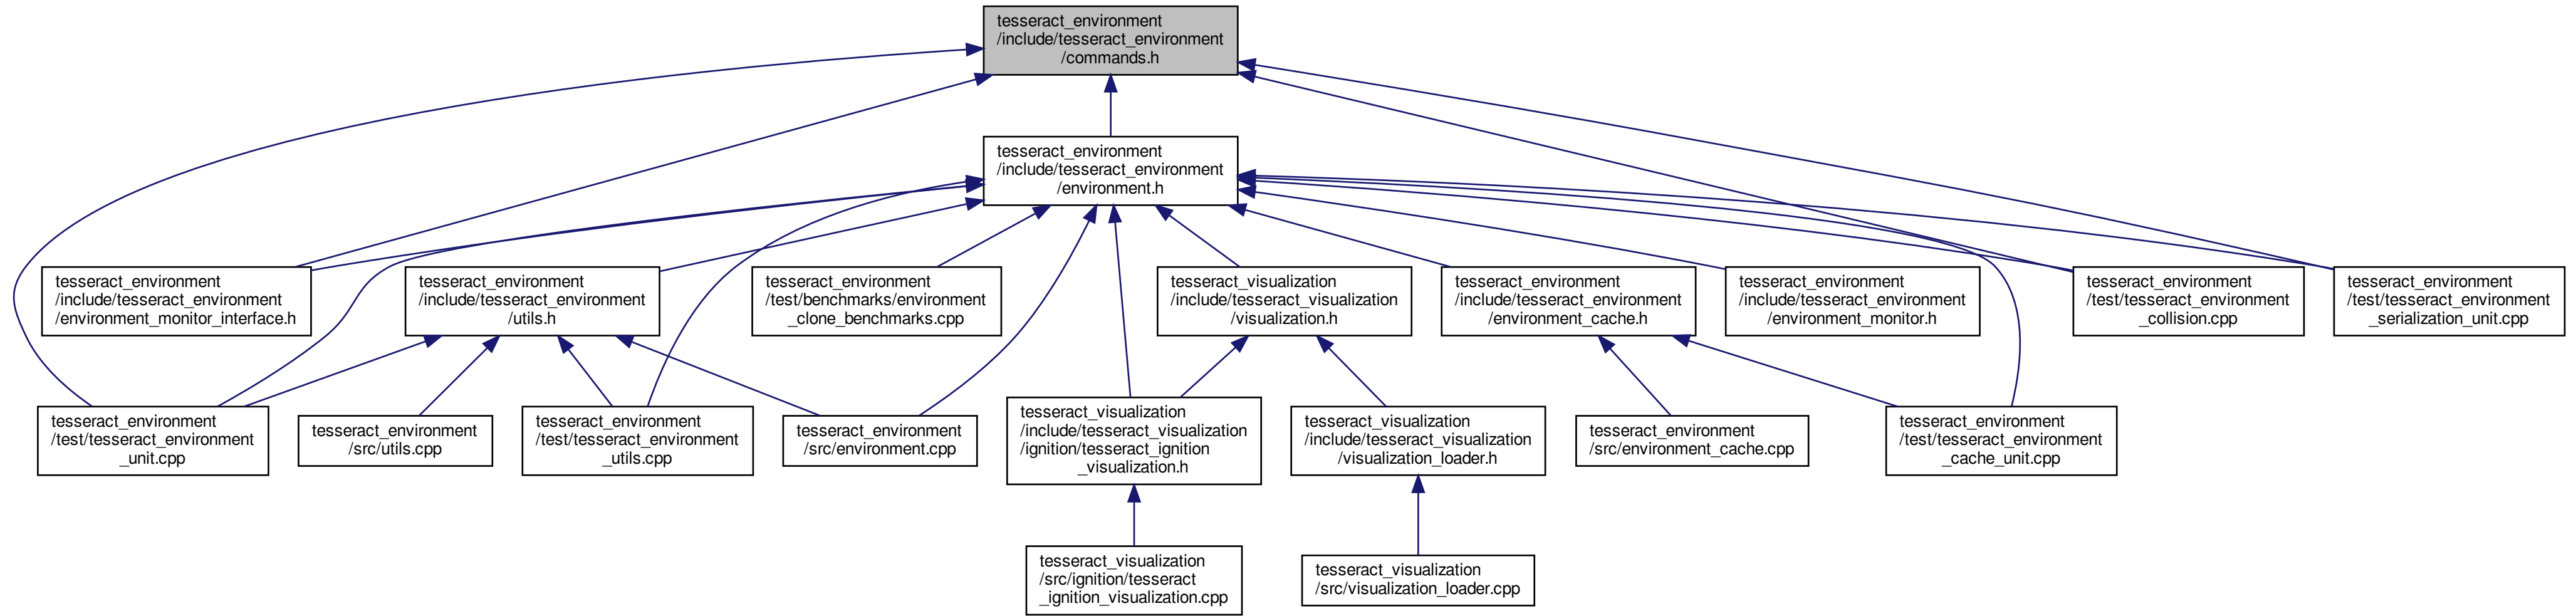 tesseract_environment
/include/tesseract_environment
/commands.h
tesseract_environment
/include/tesseract_environment
/environment.h
tesseract_environment
/include/tesseract_environment
/environment_monitor_interface.h
tesseract_environment
/include/tesseract_environment
/utils.h
tesseract_environment
/test/benchmarks/environment
_clone_benchmarks.cpp
tesseract_visualization
/include/tesseract_visualization
/visualization.h
tesseract_environment
/include/tesseract_environment
/environment_cache.h
tesseract_environment
/include/tesseract_environment
/environment_monitor.h
tesseract_environment
/test/tesseract_environment
_collision.cpp
tesseract_environment
/test/tesseract_environment
_serialization_unit.cpp
tesseract_environment
/test/tesseract_environment
_unit.cpp
tesseract_environment
/src/utils.cpp
tesseract_environment
/test/tesseract_environment
_utils.cpp
tesseract_environment
/src/environment.cpp
tesseract_visualization
/include/tesseract_visualization
/ignition/tesseract_ignition
_visualization.h
tesseract_visualization
/include/tesseract_visualization
/visualization_loader.h
tesseract_environment
/src/environment_cache.cpp
tesseract_environment
/test/tesseract_environment
_cache_unit.cpp
tesseract_visualization
/src/ignition/tesseract
_ignition_visualization.cpp
tesseract_visualization
/src/visualization_loader.cpp